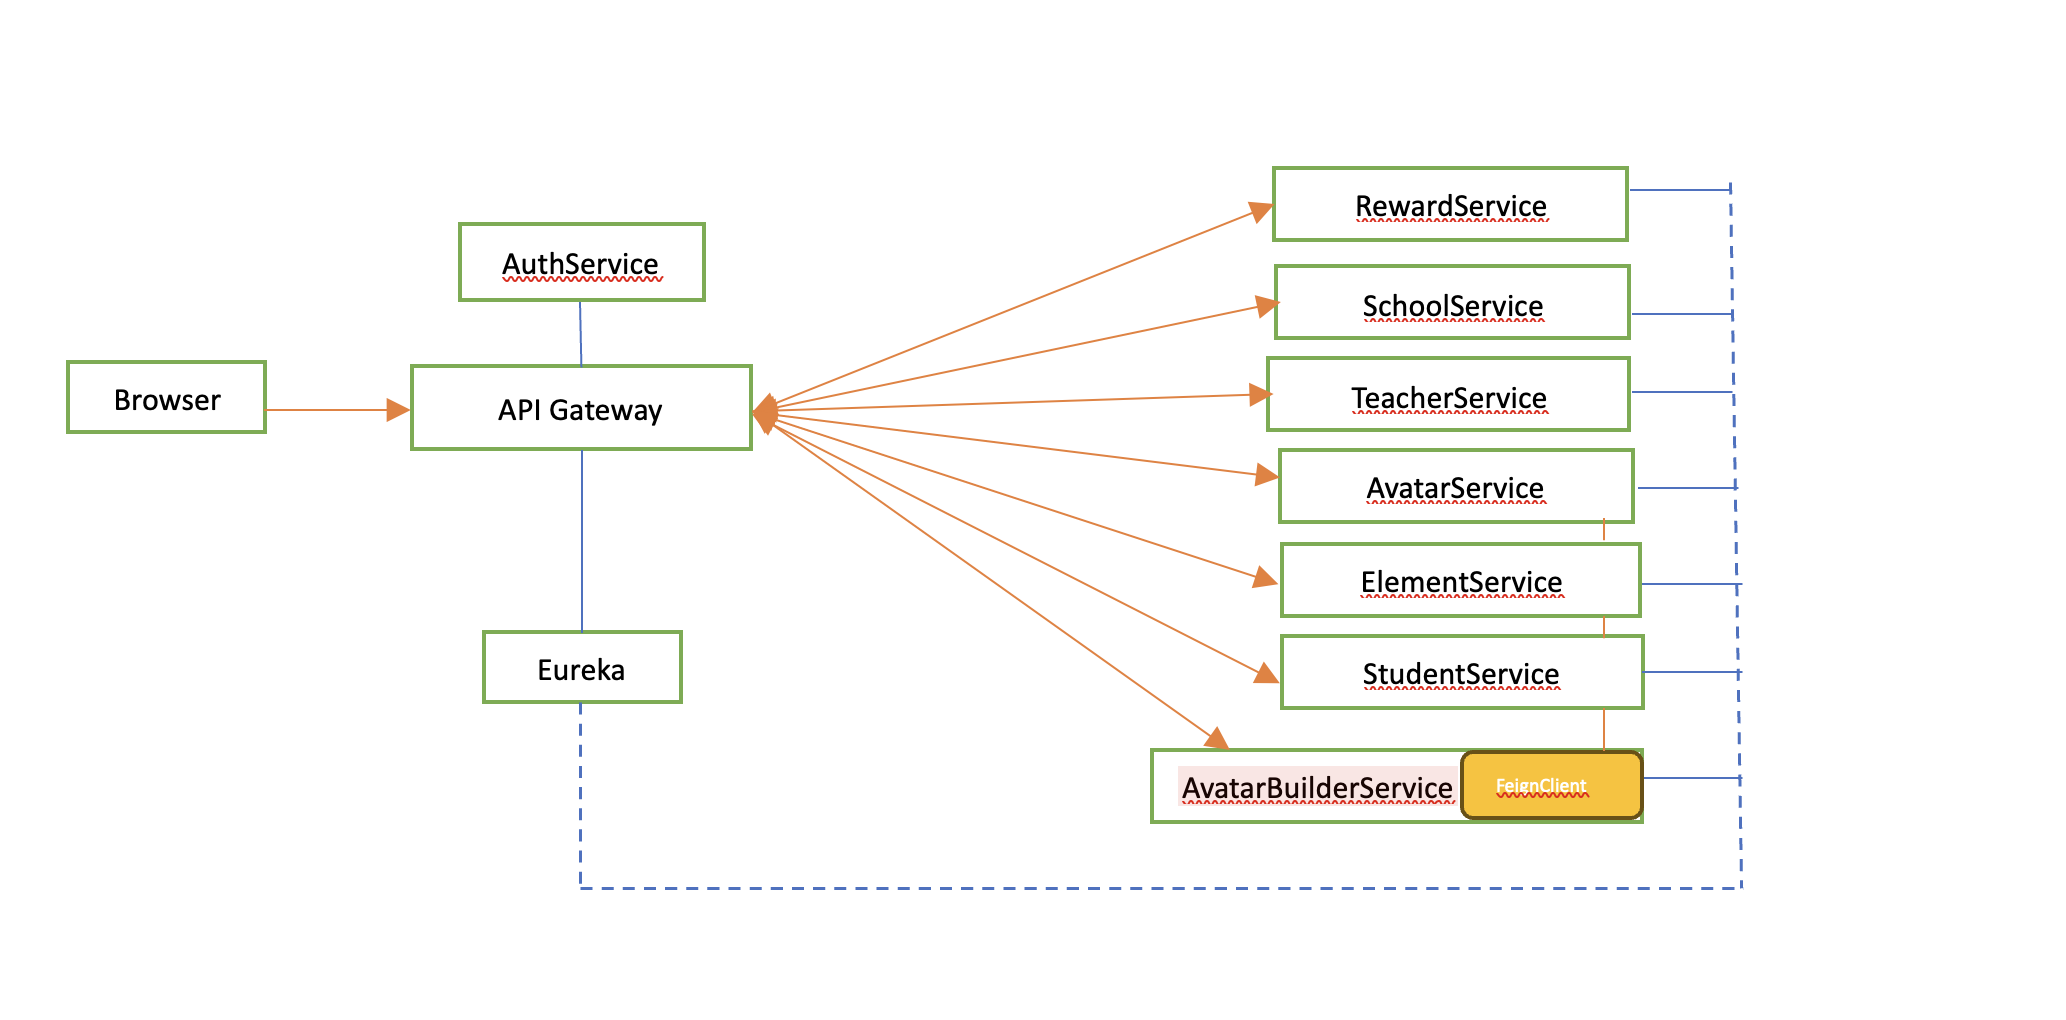 RewardService
AuthService
SchoolService
Browser
API Gateway
TeacherService
AvatarService
ElementService
Eureka
StudentService
AvatarBuilderService
FeignClient